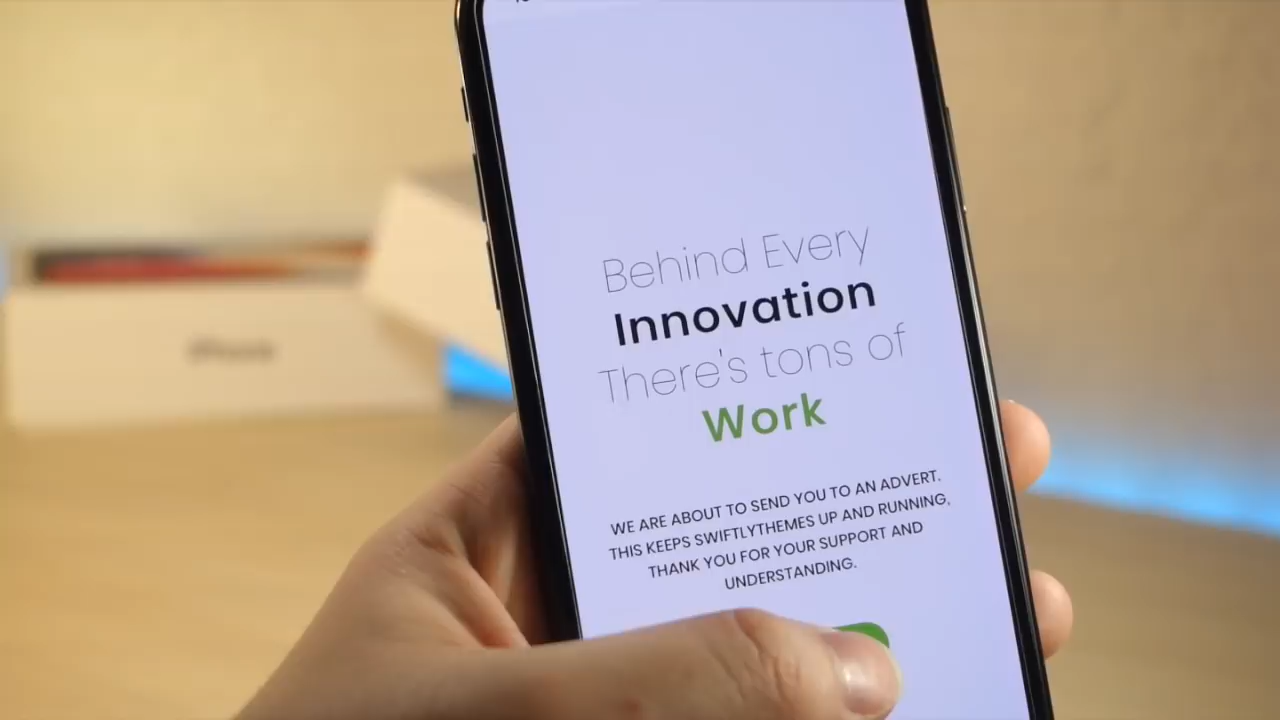 Behind Every
Innovation
There's tons of
Work
WE ARE ABOUT TO SEND YOU TO AN ADVERT.
THIS KEEPS SWIFTLYTHEMES UP AND RUNNING,
THANK YOU FOR YOUR SUPPORT AND
UNDERSTANDING.
iPhone